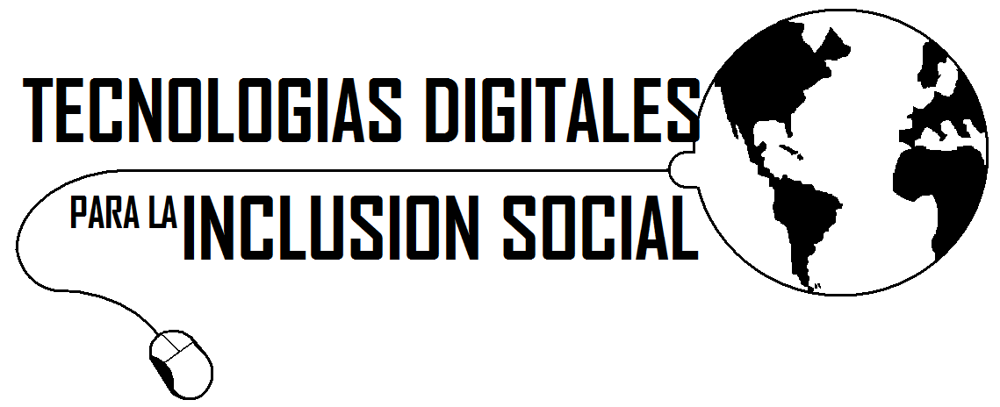 TECNOLOGIAS DIGITALES
PARA LA INCLUSION SOCIAL